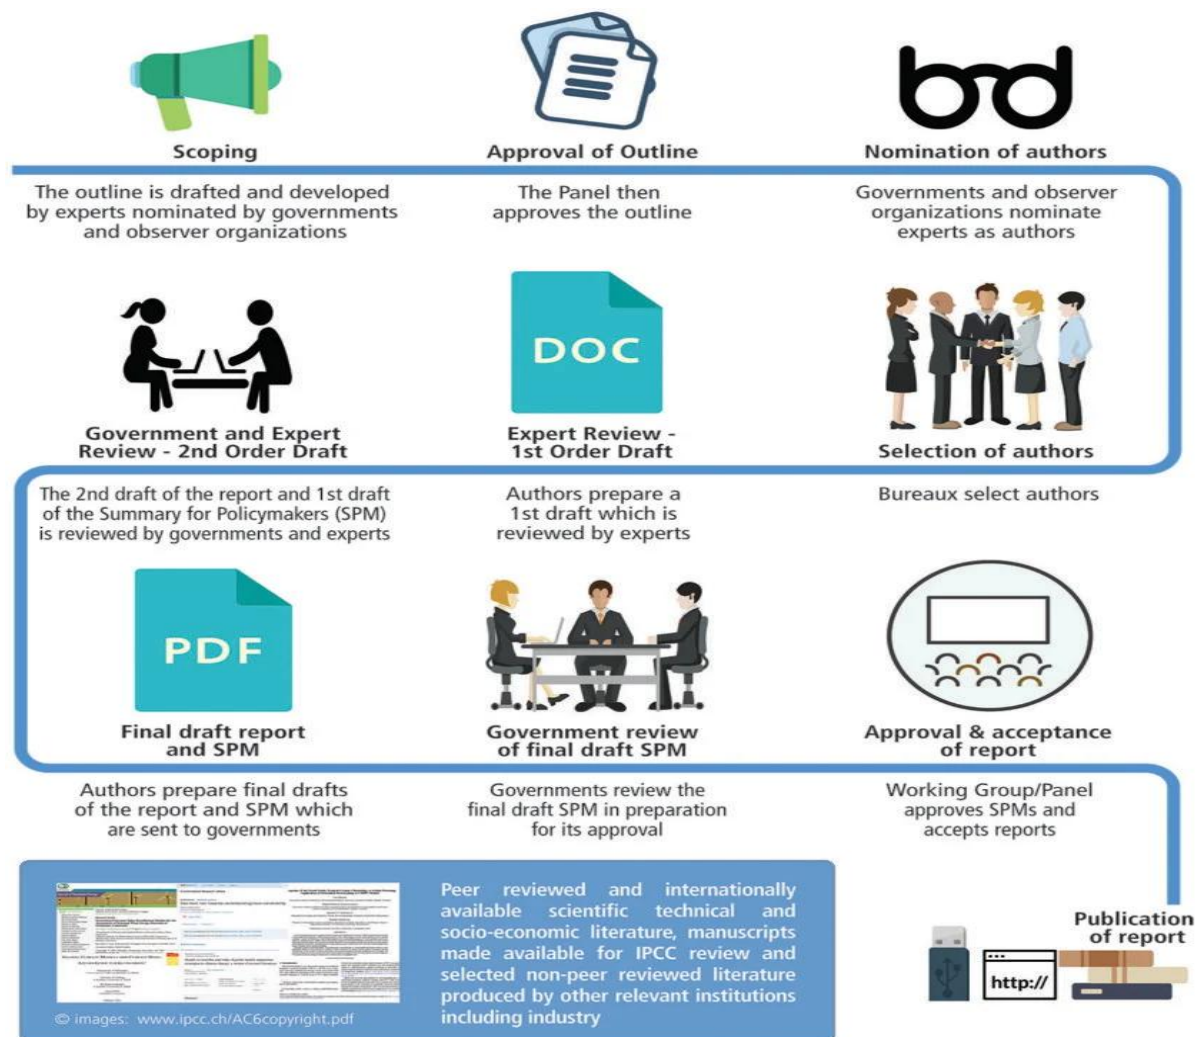 Scoping
Approval of Outline
Nomination of authors
The outline is drafted and developed
by experts nominated by governments
and observer organizations
The Panel then
approves the outline
Governments and observer
organizations nominate
experts as authors
DOC
Government and Expert
Review - 2nd Order Draft
Expert Review -
1st Order Draft
Selection of authors
The 2nd draft of the report and 1st draft
of the Summary for Policymakers (SPM)
is reviewed by governments and experts
Authors prepare a
1st draft which is
reviewed by experts
Bureaux select authors
PDF
Final draft report
and SPM
Government review
of final draft SPM
Approval & acceptance
of report
Authors prepare final drafts
of the report and SPM which
are sent to governments
Governments review the
final draft SPM in preparation
for its approval
Working Group/Panel
approves SPMs and
accepts reports
Peer reviewed and internationally
available scientific technical and
socio-economic literature, manuscripts
made available for IPCC review and
selected non-peer reviewed literature
produced by other relevant institutions
including industry
© images: www.ipcc.ch/AC6copyright.pdf
Publication
of report
http://